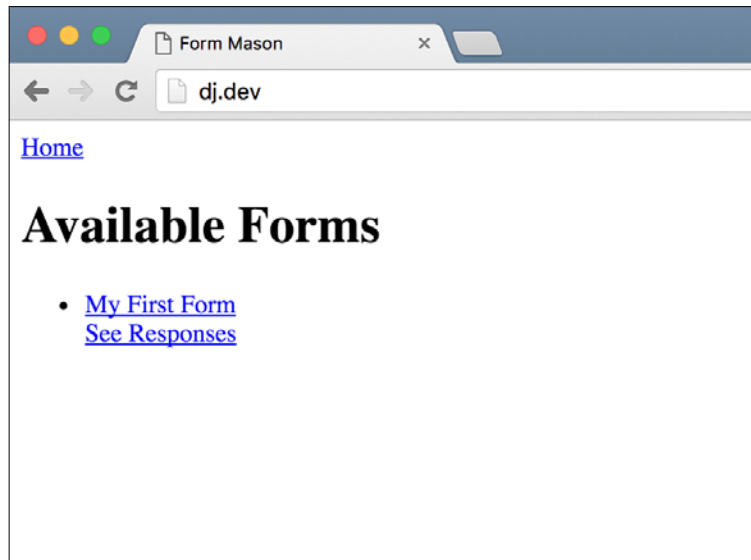 Form Mason
dj.dev
Home
Available Forms
My First Form
See Responses